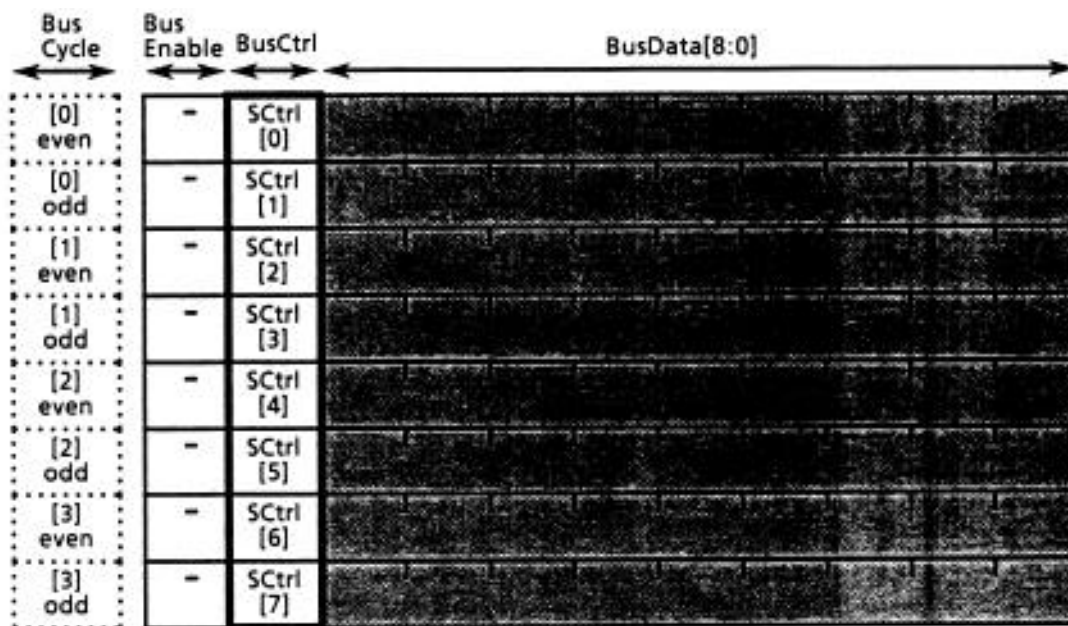 Bus Cycle
Bus Enable
BusCtrl
BusData[8:0]
[0] even
-
SCtrl [0]
[0] odd
-
SCtrl [1]
[1] even
-
SCtrl [2]
[1] odd
-
SCtrl [3]
[2] even
-
SCtrl [4]
[2] odd
-
SCtrl [5]
[3] even
-
SCtrl [6]
[3] odd
-
SCtrl [7]